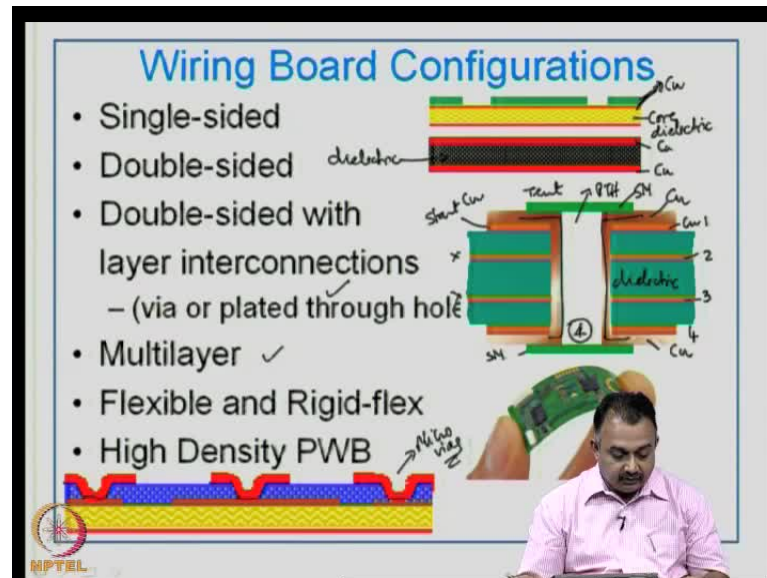 Wiring Board Configurations
• Single-sided
• Double-sided
• Double-sided with
layer interconnections
– (via or plated through hole
• Multilayer
• Flexible and Rigid-flex
• High Density PWB
Cu
Core
dielectric
Cu
dielectric
Cu
Tent
PTH
SM
Cu
Start Cu
Cu 1
2
dielectric
3
4
SM
Cu
Micro
vias
NPTEL